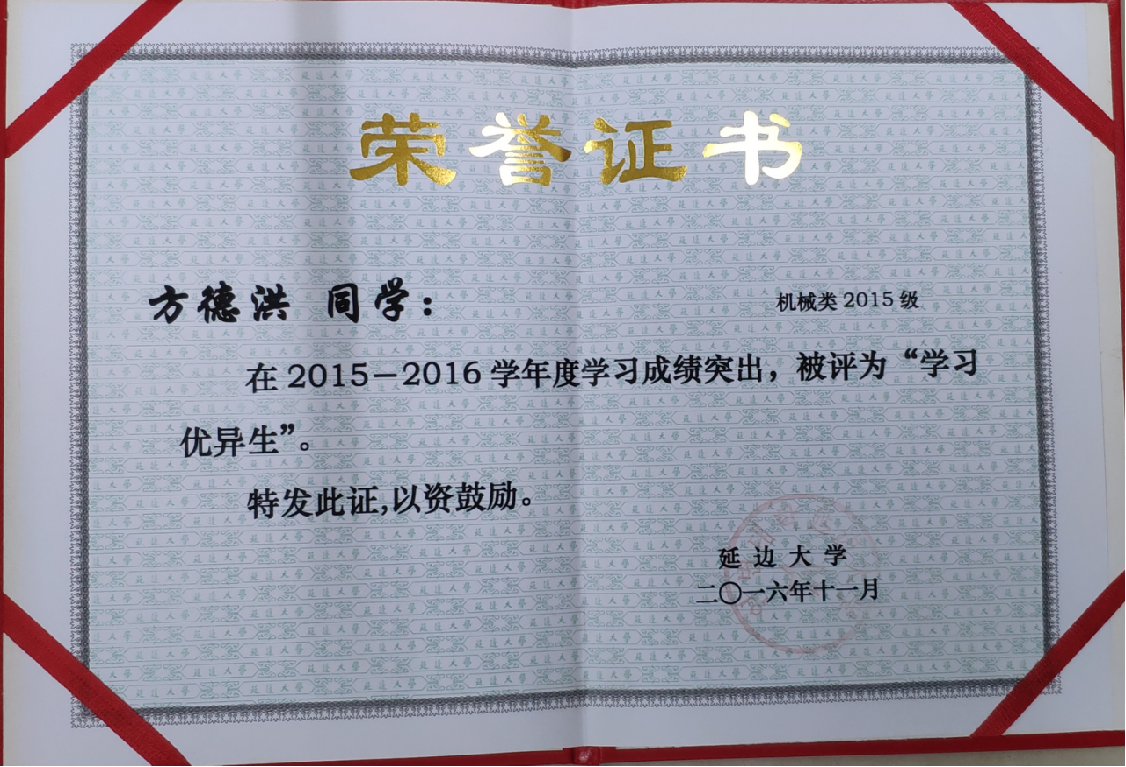 荣誉证书
方德洪 同学：
机械类 2015 级
在 2015－2016 学年度学习成绩突出，被评为“学习
优异生”。
特发此证,以资鼓励。
延边大学
二〇一六年十一月